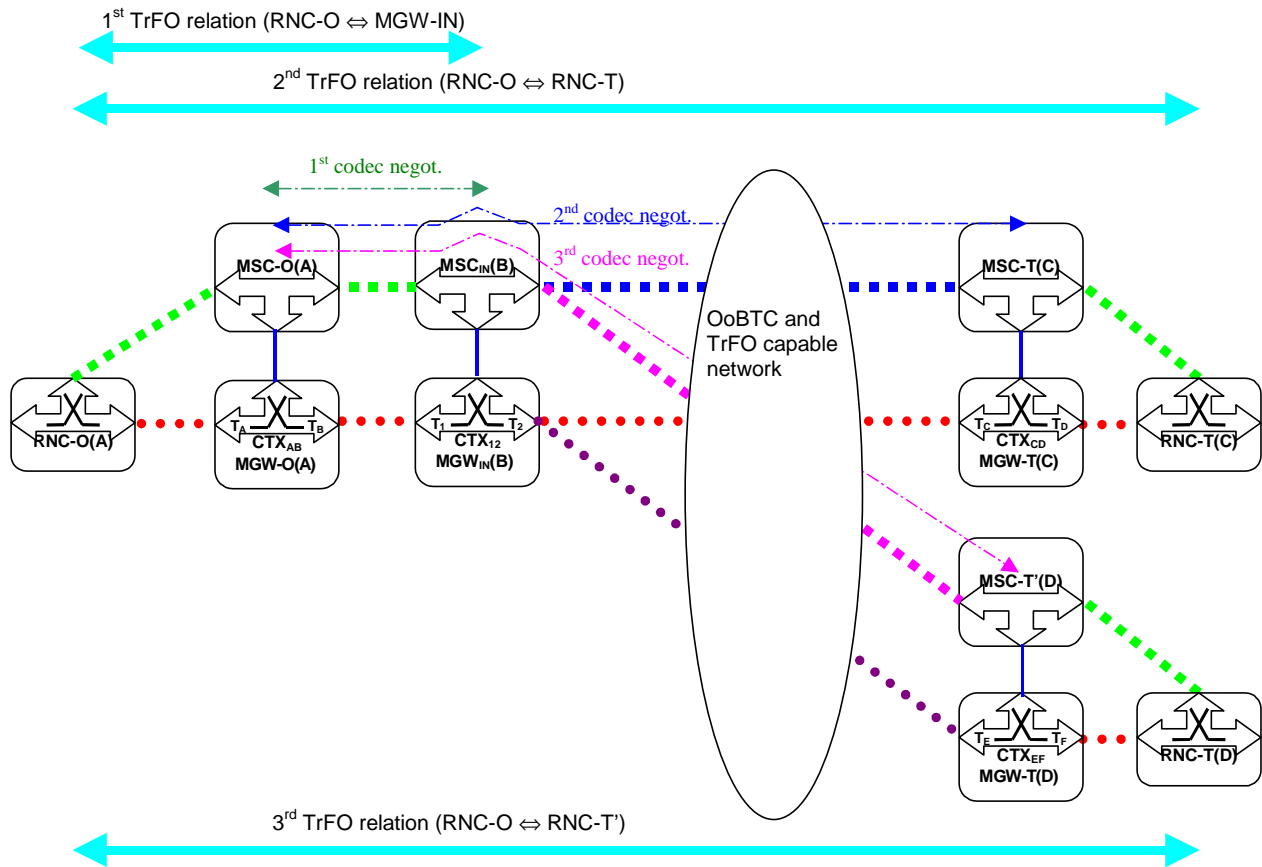 1st TrFO relation (RNC-O ⇔ MGW-IN)
2nd TrFO relation (RNC-O ⇔ RNC-T)
1st codec negot.
2nd codec negot.
3rd codec negot.
MSC-O(A)
MSCIN(B)
MSC-T(C)
OoBTC and
TrFO capable
network
RNC-O(A)
TA TB
CTXAB
MGW-O(A)
T1 T2
CTX12
MGWIN(B)
TC TD
CTXCD
MGW-T(C)
RNC-T(C)
MSC-T’(D)
TE TF
CTXEF
MGW-T(D)
RNC-T(D)
3rd TrFO relation (RNC-O ⇔ RNC-T’)